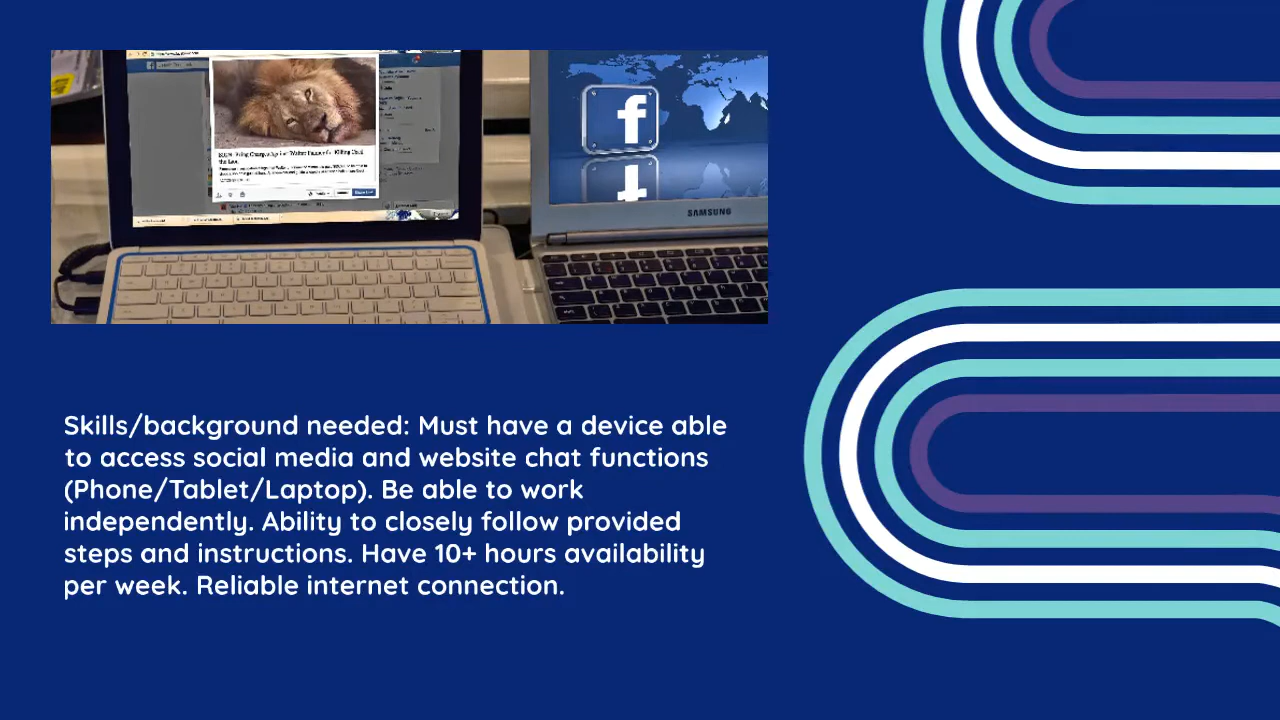 f
SAMSUNG
Skills/background needed: Must have a device able
to access social media and website chat functions
(Phone/Tablet/Laptop). Be able to work
independently. Ability to closely follow provided
steps and instructions. Have 10+ hours availability
per week. Reliable internet connection.